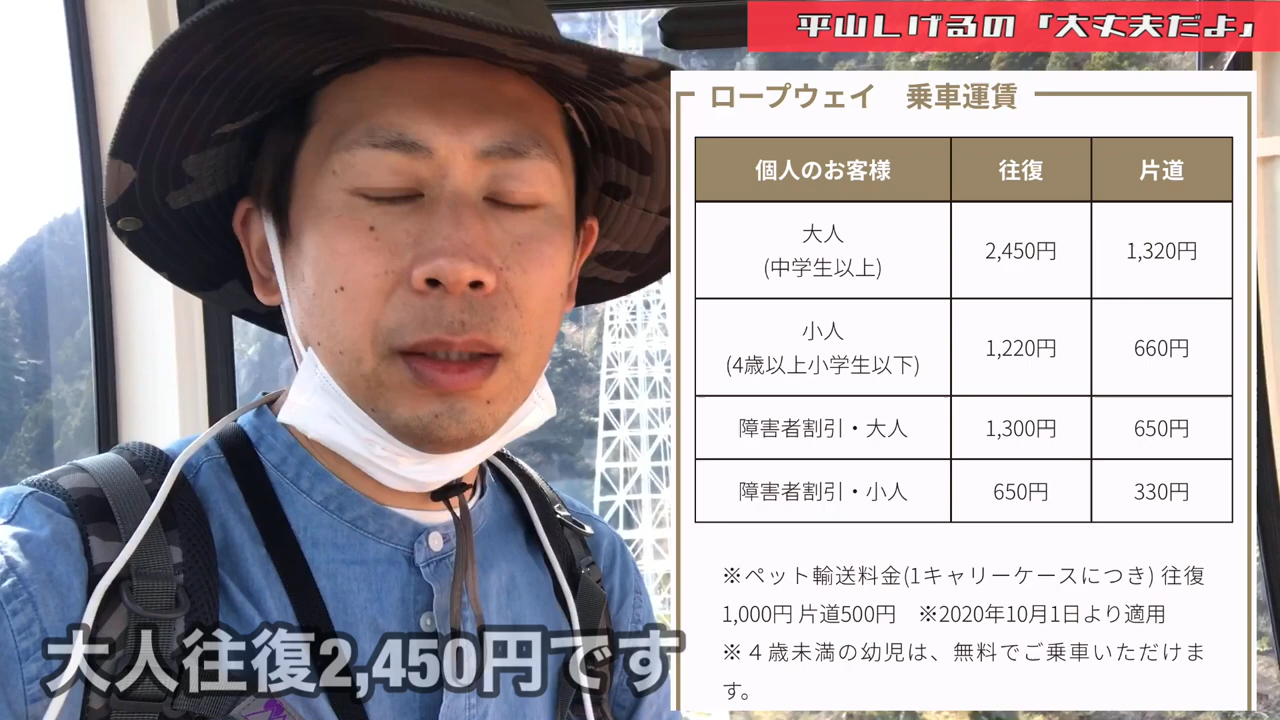 平山しげるの「大丈夫だよ」
ロープウェイ 乗車運賃
個人のお客様 往復 片道
大人
(中学生以上) 2,450円 1,320円
小人
(4歳以上小学生以下) 1,220円 660円
障害者割引・大人 1,300円 650円
障害者割引・小人 650円 330円
※ペット輸送料金(1キャリーケースにつき) 往復
1,000円 片道500円 ※2020年10月1日より適用
※４歳未満の幼児は、無料でご乗車いただけま
す。
大人往復2,450円です